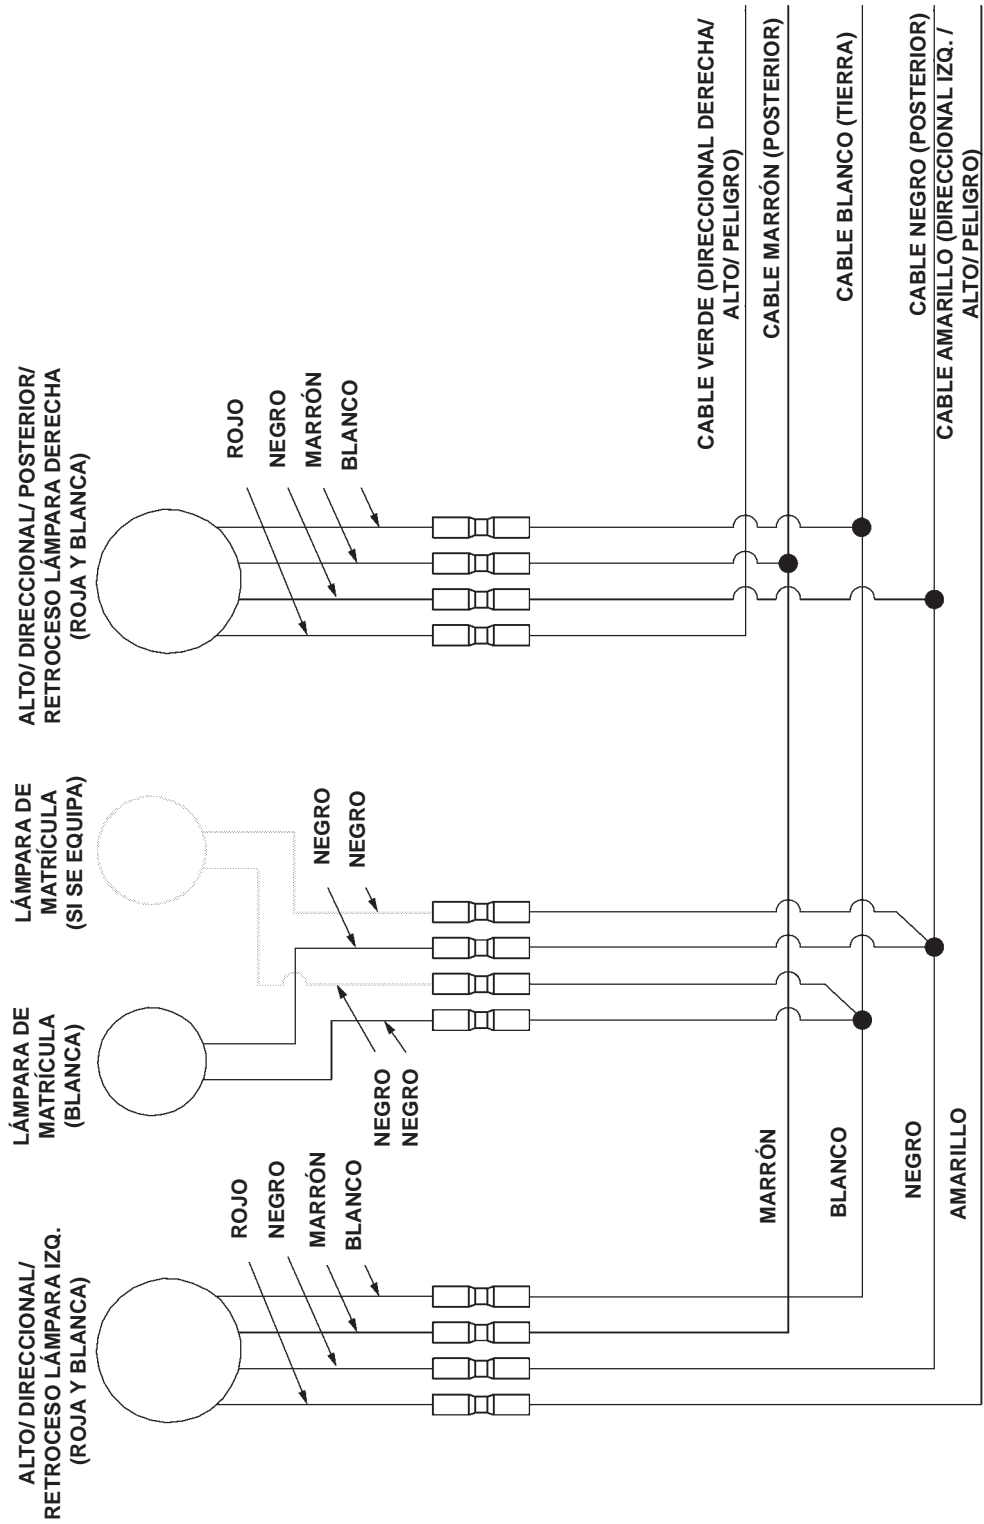 ALTO/ DIRECCIONAL/
RETROCESO LÁMPARA IZQ.
(ROJA Y BLANCA)
LÁMPARA DE
MATRÍCULA
(BLANCA)
LÁMPARA DE
MATRÍCULA
(SI SE EQUIPA)
ALTO/ DIRECCIONAL/ POSTERIOR/
RETROCESO LÁMPARA DERECHA
(ROJA Y BLANCA)
ROJO
NEGRO
MARRÓN
BLANCO
NEGRO
NEGRO
NEGRO
NEGRO
ROJO
NEGRO
MARRÓN
BLANCO
MARRÓN
BLANCO
NEGRO
AMARILLO
CABLE VERDE (DIRECCIONAL DERECHA/
ALTO/ PELIGRO)
CABLE MARRÓN (POSTERIOR)
CABLE BLANCO (TIERRA)
CABLE NEGRO (POSTERIOR)
CABLE AMARILLO (DIRECCIONAL IZQ. /
ALTO/ PELIGRO)